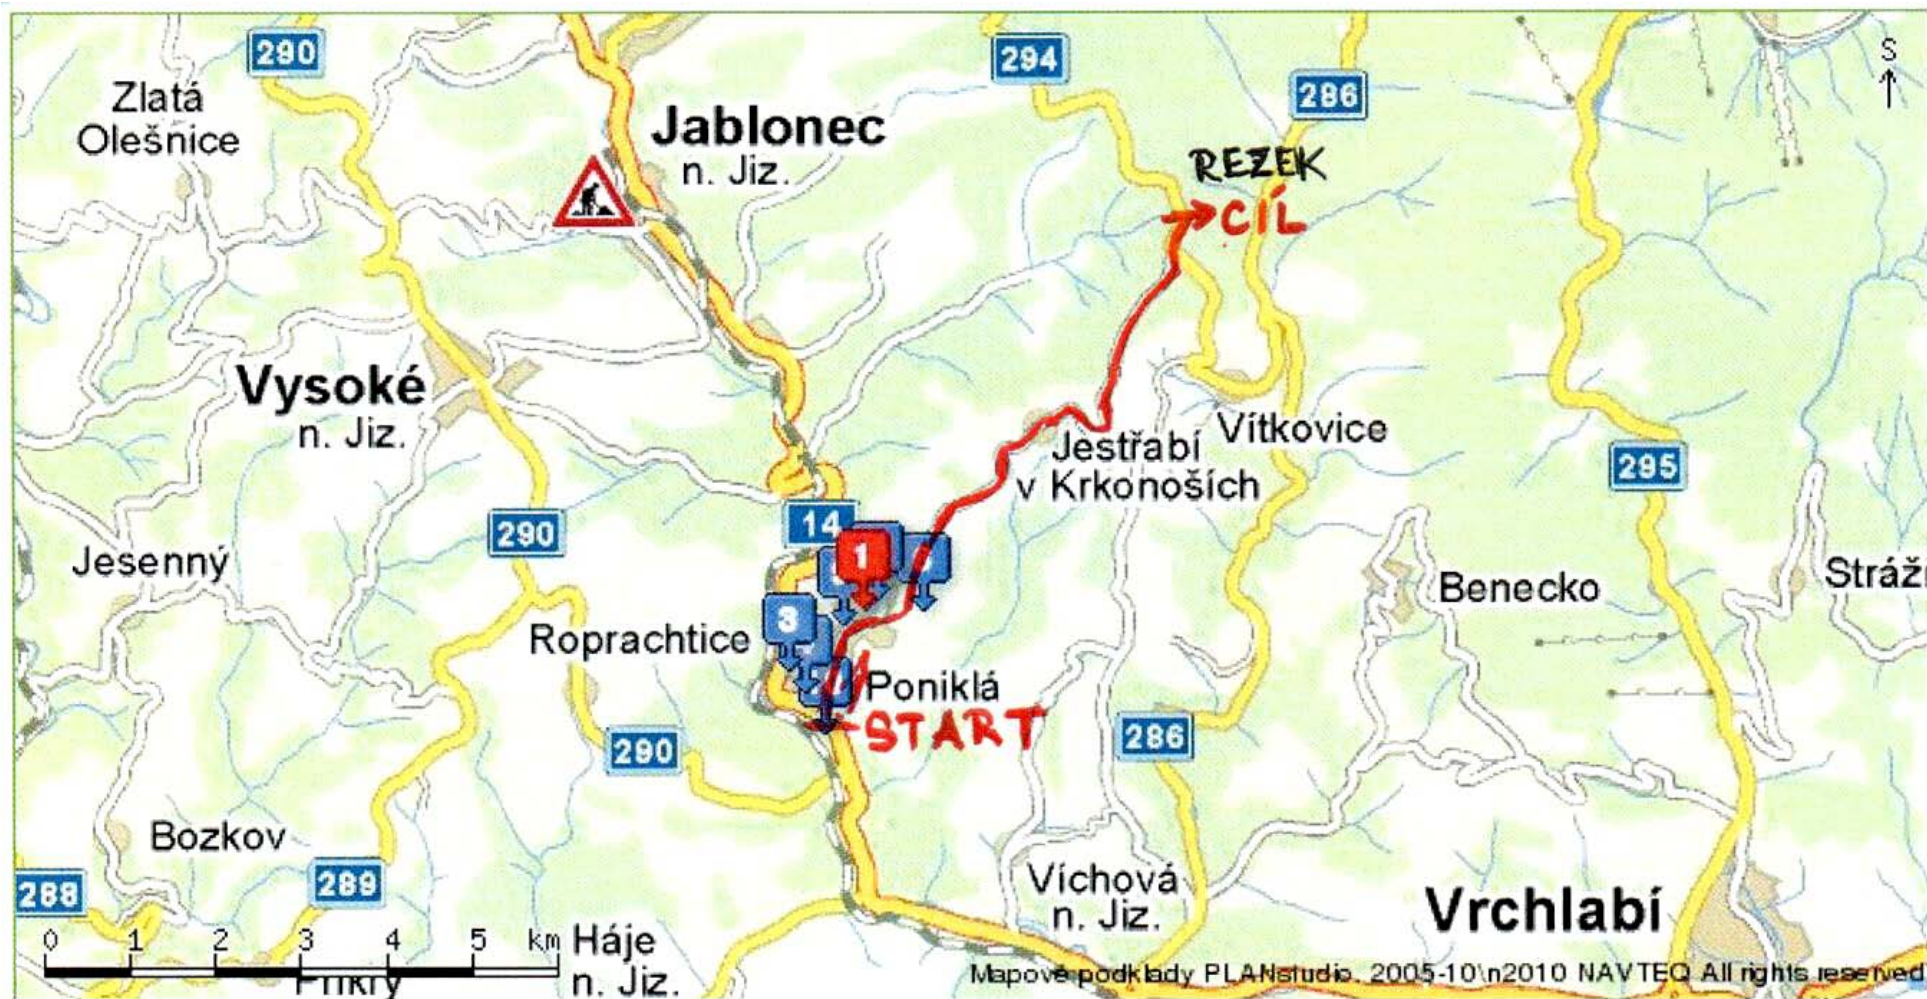 290
294
286
S
Zlatá
Olešnice
Jablonec
n. Jiz.
REZEK
CÍL
Vysoké
n. Jiz.
Jestřabí
v Krkonoších
Vítkovice
295
290
14
1
Jesenný
Benecko
3
Roprachtice
Poniklá
START
290
286
Bozkov
288
289
Víchová
n. Jiz.
Vrchlabí
0 1 2 3 4 5 km
Háje
n. Jiz.
Mapové podklady PLANstudio, 2005-10\n2010 NAVTEQ All rights reserved